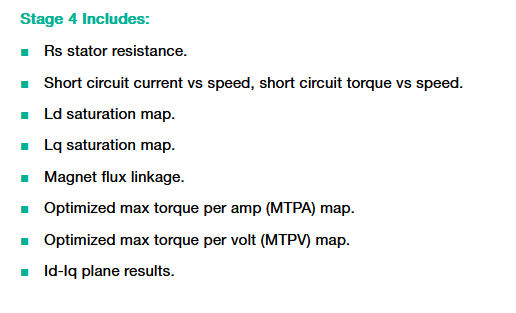 Stage 4 Includes:
Rs stator resistance.
Short circuit current vs speed, short circuit torque vs speed.
Ld saturation map.
Lq saturation map.
Magnet flux linkage.
Optimized max torque per amp (MTPA) map.
Optimized max torque per volt (MTPV) map.
Id-Iq plane results.